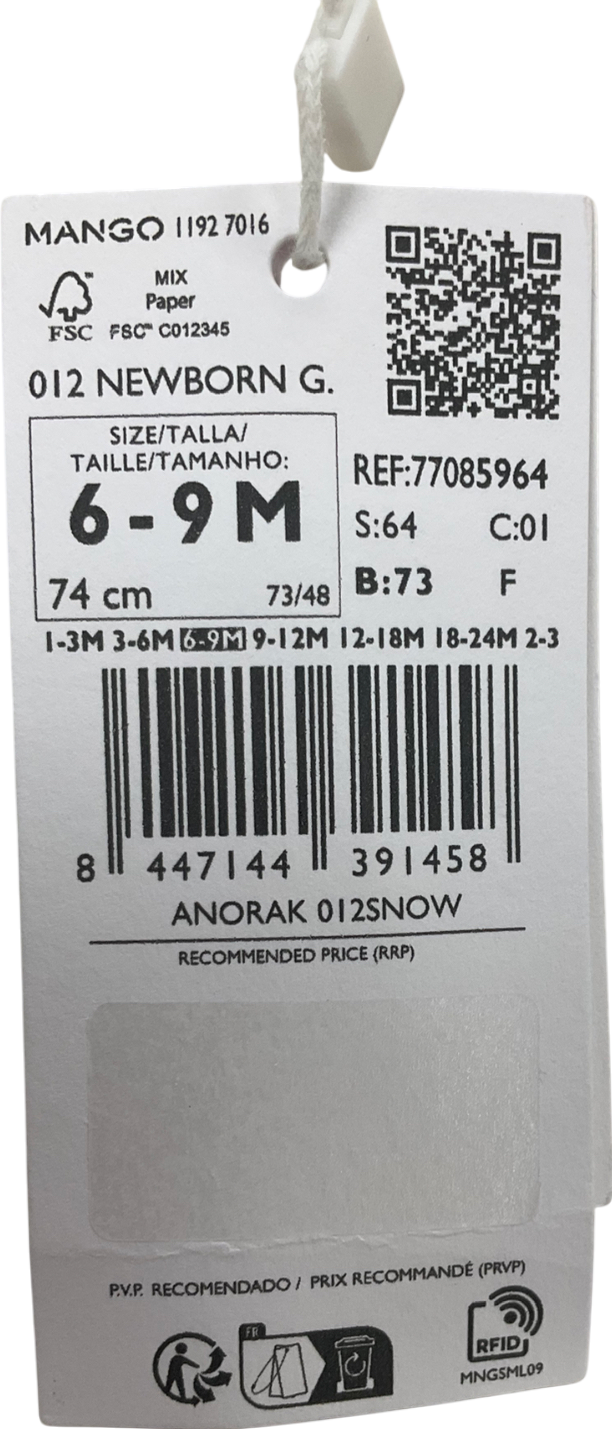 MANGO 1192 7016
MIX
Paper
FSC™ FSC™ C012345
012 NEWBORN G.
SIZE/TALLA/
TAILLE/TAMANHO:
6-9M
74 cm 73/48
REF:77085964
S:64 C:01
B:73 F
1-3M 3-6M 6-9M 9-12M 12-18M 18-24M 2-3
8 447144 391458
ANORAK 012SNOW
RECOMMENDED PRICE (RRP)
P.V.P. RECOMENDADO / PRIX RECOMMANDÉ (PRVP)
FR
RFID
MNGSML09